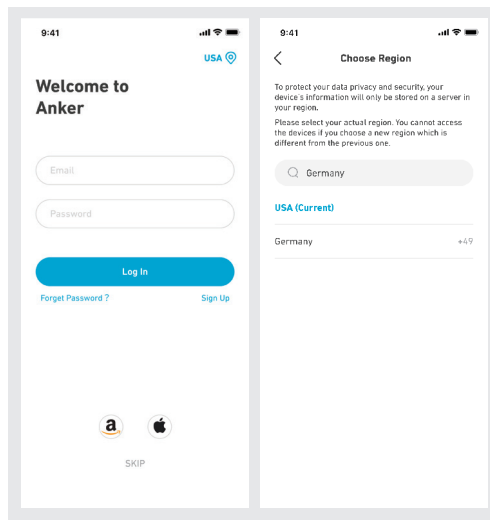 9:41
USA
Welcome to
Anker
Email
Password
Log In
Forget Password ?
Sign Up
a
SKIP
9:41
Choose Region
To protect your data privacy and security, your
device's information will only be stored on a server in
your region.
Please select your actual region. You cannot access
the devices if you choose a new region which is
different from the previous one.
Germany
USA (Current)
Germany
+49